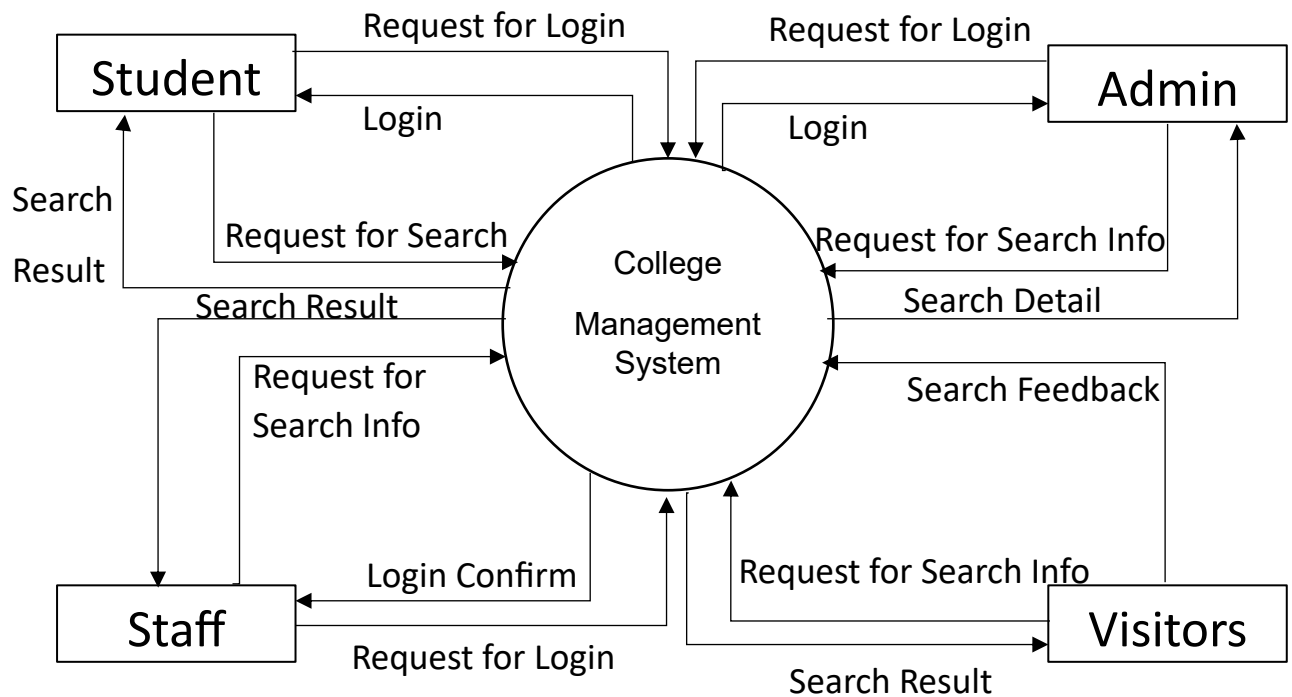 Request for Login
Request for Login
Student
Admin
Login
Login
Search
Result
Request for Search
Request for Search Info
College
Management
System
Search Result
Search Detail
Request for
Search Info
Search Feedback
Login Confirm
Request for Search Info
Staff
Visitors
Request for Login
Search Result